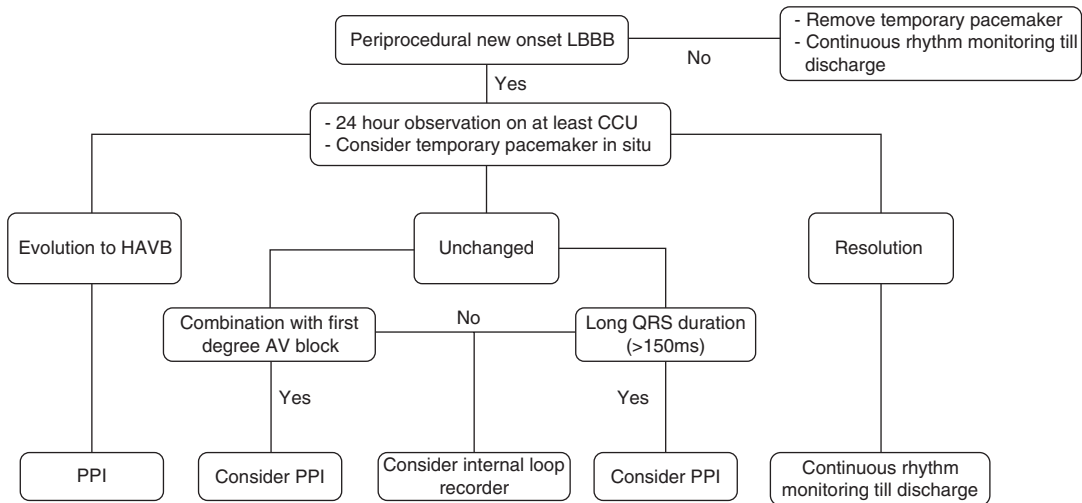 Periprocedural new onset LBBB
No
- Remove temporary pacemaker
- Continuous rhythm monitoring till
discharge
Yes
- 24 hour observation on at least CCU
- Consider temporary pacemaker in situ
Evolution to HAVB
Unchanged
Resolution
Combination with first
degree AV block
No
Long QRS duration
(>150ms)
Yes
Yes
PPI
Consider PPI
Consider internal loop
recorder
Consider PPI
Continuous rhythm
monitoring till discharge